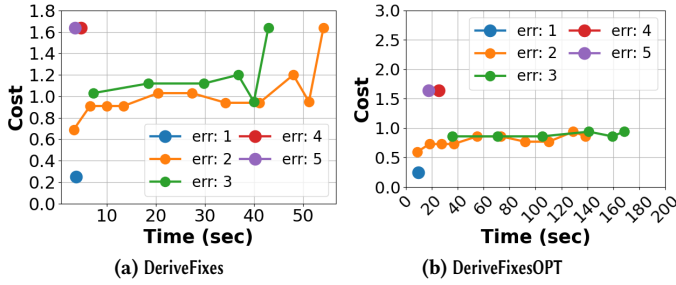 1.8
1.6
1.4
1.2
1.0
0.8
0.6
0.4
0.2
0.0
Cost
10 20 30 40 50
Time (sec)
err: 1 err: 4
err: 2 err: 5
err: 3
(a) DeriveFixes
3.0
2.5
2.0
1.5
1.0
0.5
0.0
Cost
0 20 40 60 80 100 120 140 160 180 200
Time (sec)
err: 1 err: 4
err: 2 err: 5
err: 3
(b) DeriveFixesOPT